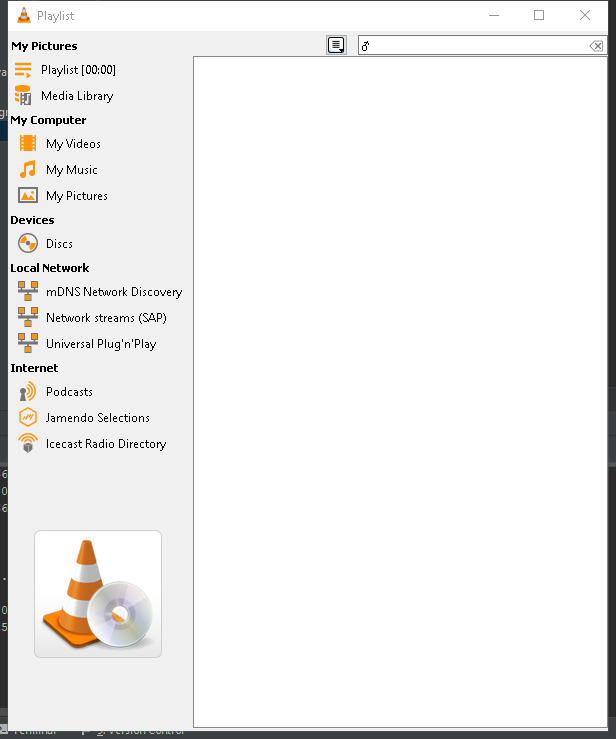 Playlist
My Pictures
♂
Playlist [00:00]
Media Library
My Computer
My Videos
My Music
My Pictures
Devices
Discs
Local Network
mDNS Network Discovery
Network streams (SAP)
Universal Plug'n'Play
Internet
Podcasts
Jamendo Selections
Icecast Radio Directory